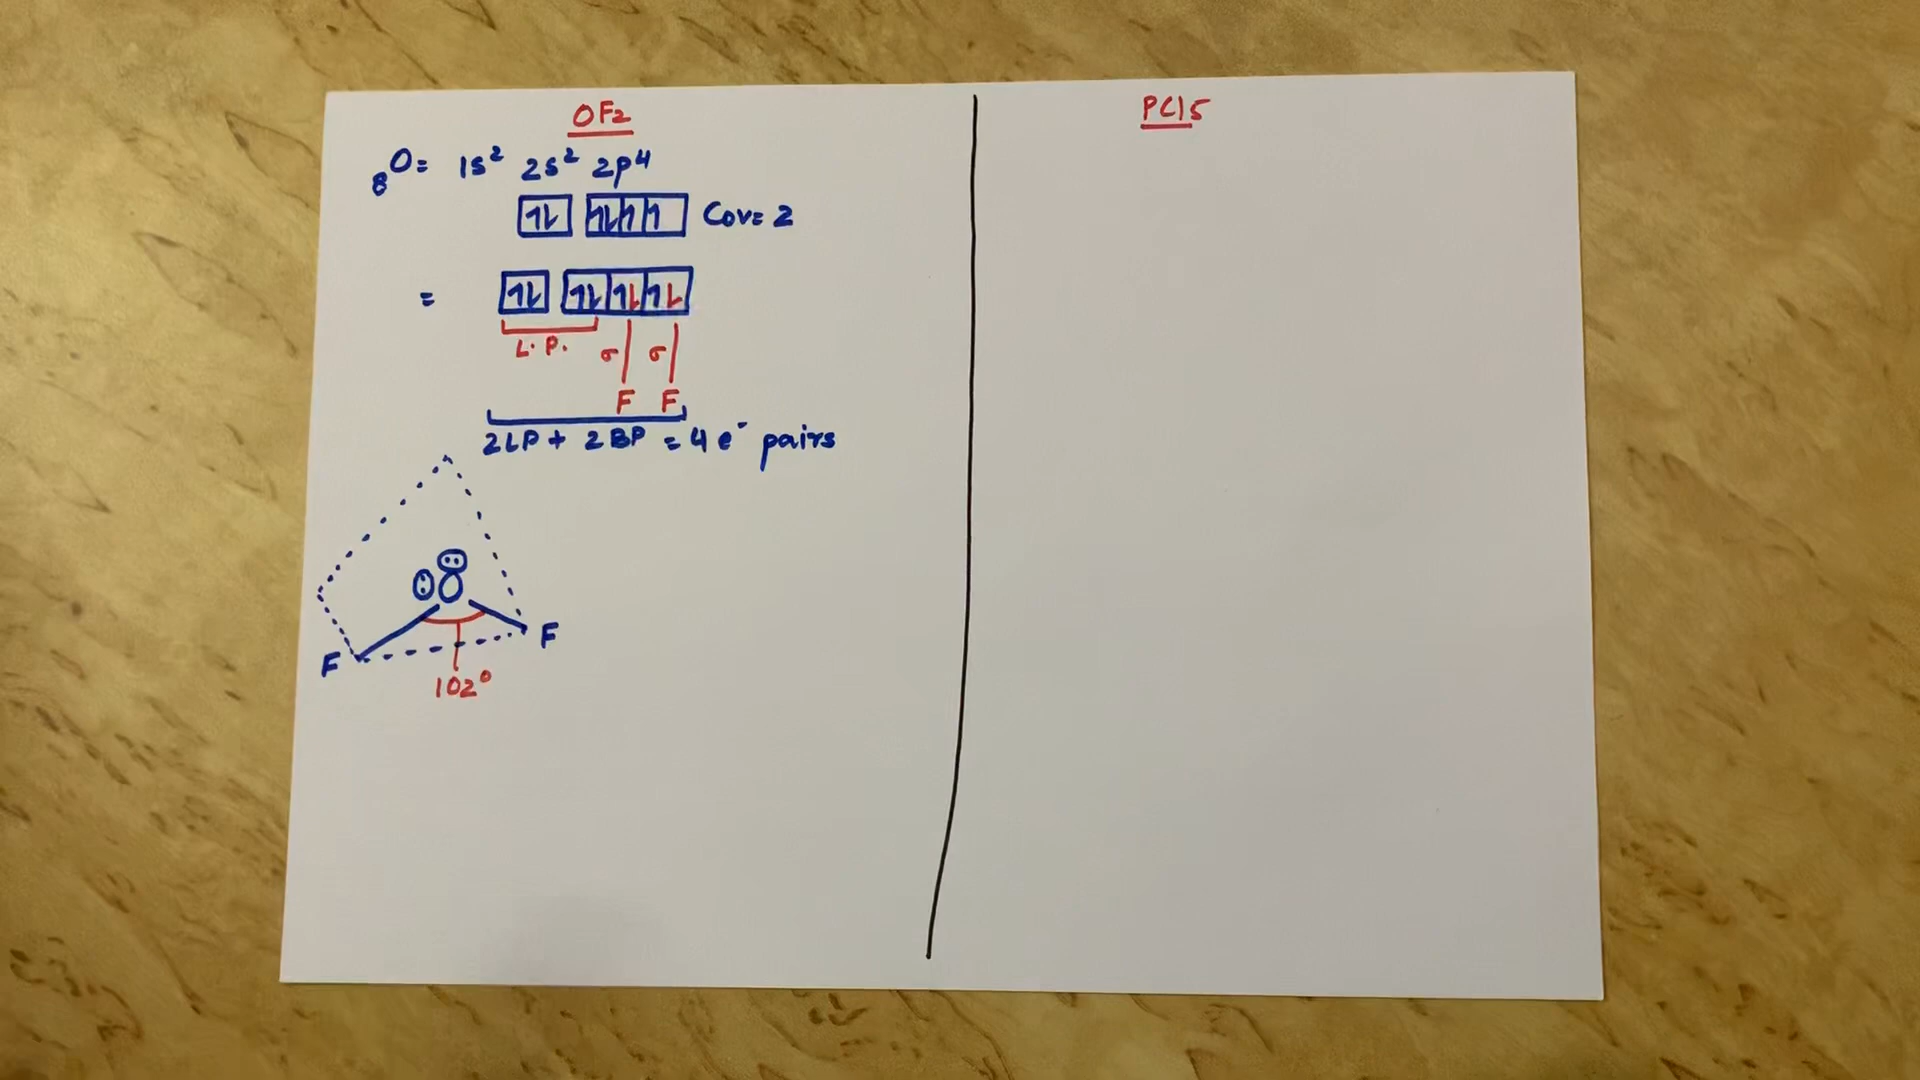 OF2
8O= 1s2 2s2 2p4
Cov= 2
=
L.P. σ σ
F F
2LP + 2BP = 4 e- pairs
O
F F
102°
PCl5